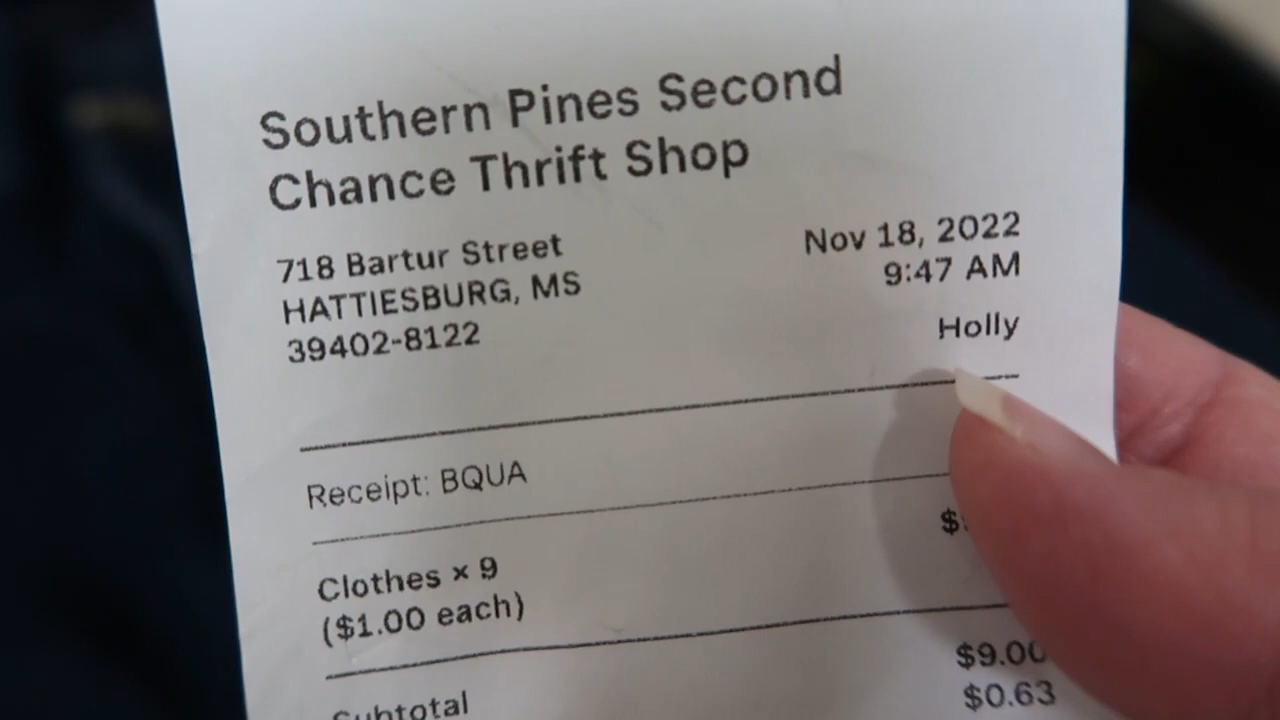 Southern Pines Second
Chance Thrift Shop
718 Bartur Street
HATTIESBURG, MS
39402-8122
Nov 18, 2022
9:47 AM
Holly
Receipt: BQUA
Clothes × 9
($1.00 each)
Subtotal
$9.00
$0.63